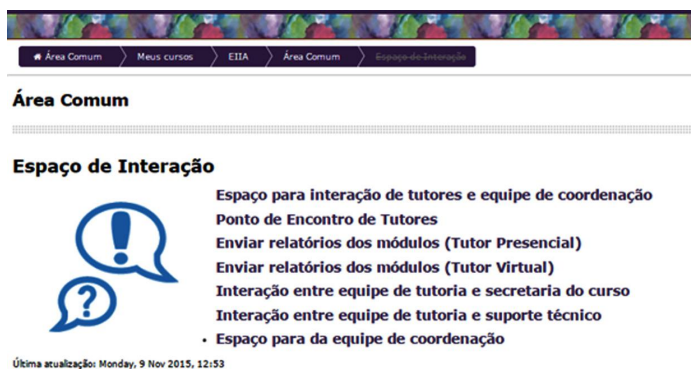 Área Comum Meus cursos EIIA Área Comum Espaço de Interação
Área Comum
Espaço de Interação
!
?
Espaço para interação de tutores e equipe de coordenação
Ponto de Encontro de Tutores
Enviar relatórios dos módulos (Tutor Presencial)
Enviar relatórios dos módulos (Tutor Virtual)
Interação entre equipe de tutoria e secretaria do curso
Interação entre equipe de tutoria e suporte técnico
• Espaço para da equipe de coordenação
Última atualização: Monday, 9 Nov 2015, 12:53